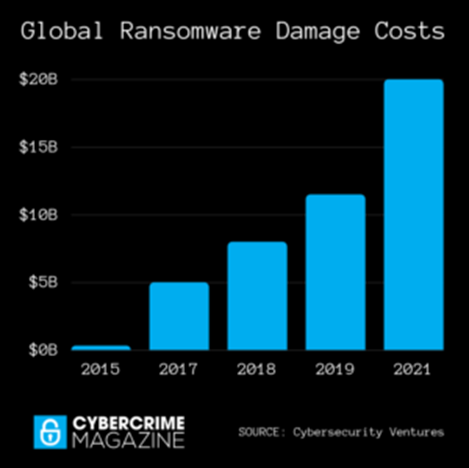 Global Ransomware Damage Costs
$20B
$15B
$10B
$5B
$0B
2015 2017 2018 2019 2021
CYBERCRIME
MAGAZINE
SOURCE: Cybersecurity Ventures